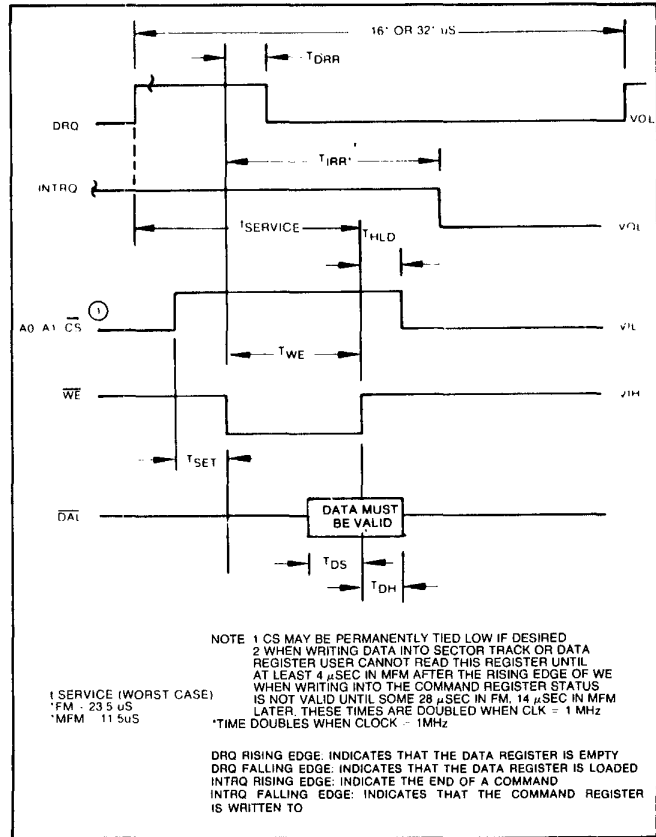 16* OR 32* uS
TDRR
DRQ
VOL
TIRR*
INTRQ
VOL
tSERVICE
THLD
1
A0 A1 CS
VIL
TWE
WE
VIH
TSET
DAL
DATA MUST
BE VALID
TDS
TDH
NOTE 1 CS MAY BE PERMANENTLY TIED LOW IF DESIRED
2 WHEN WRITING DATA INTO SECTOR TRACK OR DATA
REGISTER USER CANNOT READ THIS REGISTER UNTIL
AT LEAST 4 µSEC IN MFM AFTER THE RISING EDGE OF WE
WHEN WRITING INTO THE COMMAND REGISTER STATUS
IS NOT VALID UNTIL SOME 28 µSEC IN FM, 14 µSEC IN MFM
LATER. THESE TIMES ARE DOUBLED WHEN CLK = 1 MHz
*TIME DOUBLES WHEN CLOCK = 1MHz
t SERVICE (WORST CASE)
*FM - 23 5 uS
*MFM 11 5uS
DRQ RISING EDGE: INDICATES THAT THE DATA REGISTER IS EMPTY
DRQ FALLING EDGE: INDICATES THAT THE DATA REGISTER IS LOADED
INTRQ RISING EDGE: INDICATE THE END OF A COMMAND
INTRQ FALLING EDGE: INDICATES THAT THE COMMAND REGISTER
IS WRITTEN TO